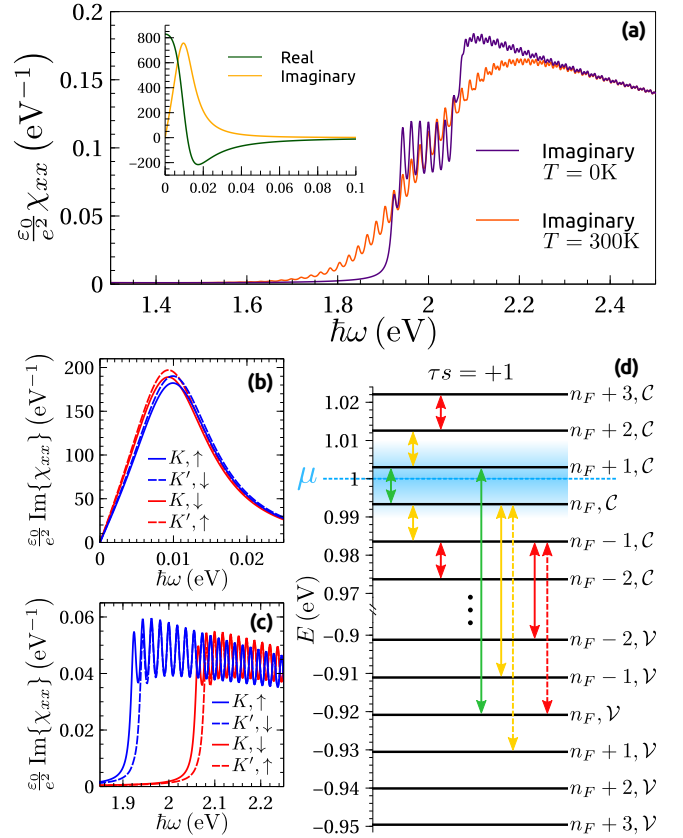 (a)
Real
Imaginary
800
600
400
200
0
−200
0 0.02 0.04 0.06 0.08 0.1
ε0/e² χxx (eV⁻¹)
0.2
0.15
0.1
0.05
0
Imaginary
T = 0K
Imaginary
T = 300K
1.4 1.6 1.8 2 2.2 2.4
ħω (eV)
(b)
ε0/e² Im{χxx} (eV⁻¹)
200
150
100
50
0
K, ↑
K′, ↓
K, ↓
K′, ↑
0 0.01 0.02
ħω (eV)
(c)
ε0/e² Im{χxx} (eV⁻¹)
0.06
0.04
0.02
0
K, ↑
K′, ↓
K, ↓
K′, ↑
1.9 2 2.1 2.2
ħω (eV)
(d)
τs = +1
E (eV)
μ
1.02
1.01
1
0.99
0.98
0.97
−0.9
−0.91
−0.92
−0.93
−0.94
−0.95
nF + 3, C
nF + 2, C
nF + 1, C
nF, C
nF − 1, C
nF − 2, C
nF − 2, V
nF − 1, V
nF, V
nF + 1, V
nF + 2, V
nF + 3, V